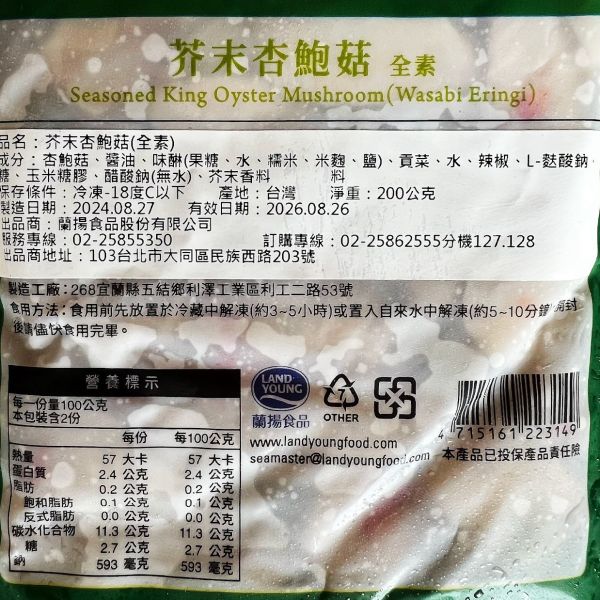 芥末杏鮑菇 全素
Seasoned King Oyster Mushroom(Wasabi Eringi)
品名：芥末杏鮑菇(全素)
成分：杏鮑菇、醬油、味醂(果糖、水、糯米、米麴、鹽)、貢菜、水、辣椒、L-麩酸鈉、
糖、玉米糖膠、醋酸鈉(無水)、芥末香料 料
保存條件：冷凍-18度C以下 產地：台灣 淨重：200公克
製造日期：2024.08.27 有效日期：2026.08.26
出品商：蘭揚食品股份有限公司
服務專線：02-25855350 訂購專線：02-25862555分機127.128
出品商地址：103台北市大同區民族西路203號
製造工廠：268宜蘭縣五結鄉利澤工業區利工二路53號
食用方法：食用前先放置於冷藏中解凍(約3~5小時)或置入自來水中解凍(約5~10分鐘)開封
後請儘快食用完畢。
營養標示
每一份量100公克
本包裝含2份
每份 每100公克
熱量 57 大卡 57 大卡
蛋白質 2.4 公克 2.4 公克
脂肪 0.2 公克 0.2 公克
飽和脂肪 0.1 公克 0.1 公克
反式脂肪 0.0 公克 0.0 公克
碳水化合物 11.3 公克 11.3 公克
糖 2.7 公克 2.7 公克
鈉 593 毫克 593 毫克
LAND
YOUNG
蘭揚食品
7
OTHER
www.landyoungfood.com
seamaster@landyoungfood.com
4 715161 223149
本產品已投保產品責任險